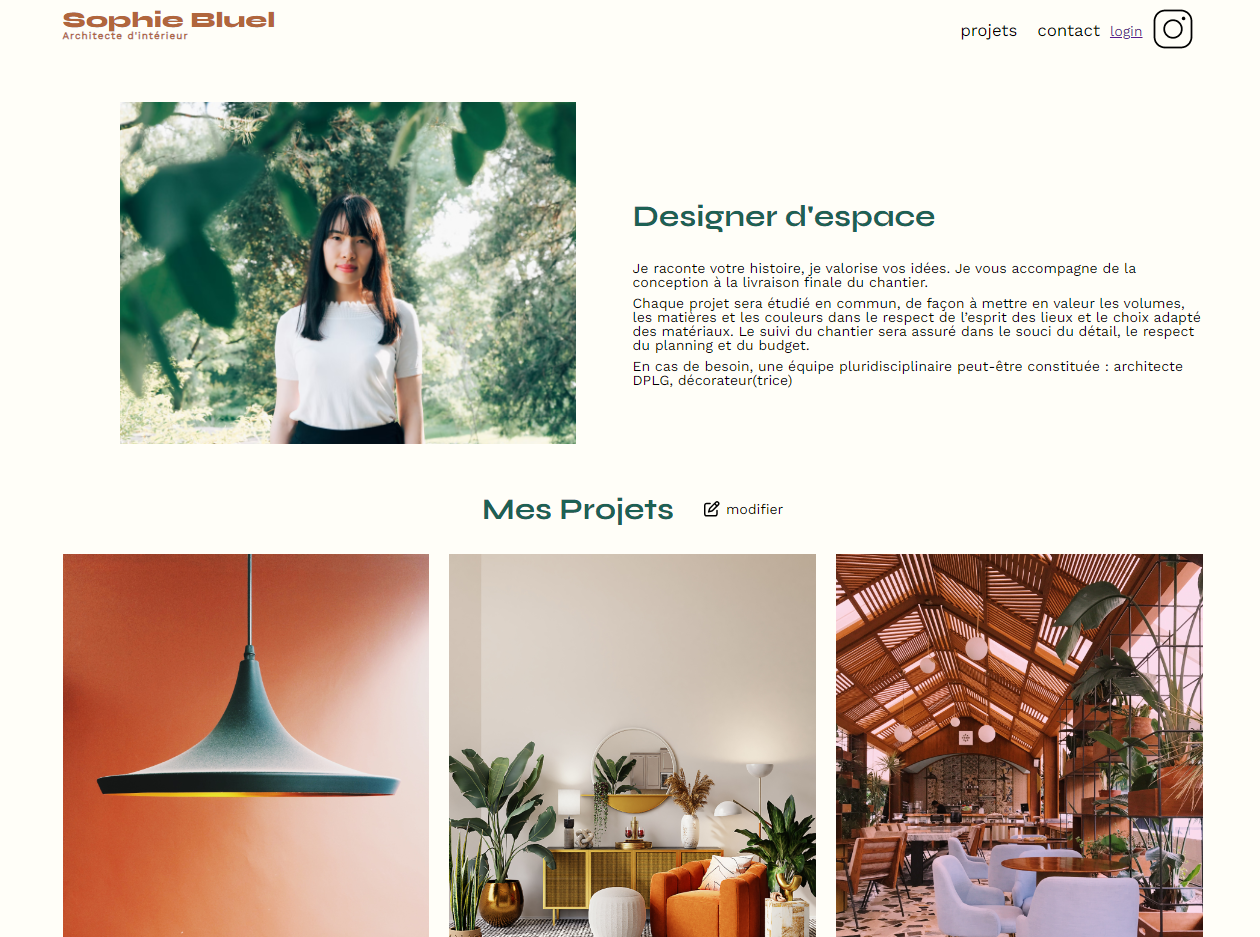 Sophie Bluel
Architecte d'intérieur
projets
contact
login
Designer d'espace
Je raconte votre histoire, je valorise vos idées. Je vous accompagne de la
conception à la livraison finale du chantier.
Chaque projet sera étudié en commun, de façon à mettre en valeur les volumes,
les matières et les couleurs dans le respect de l’esprit des lieux et le choix adapté
des matériaux. Le suivi du chantier sera assuré dans le souci du détail, le respect
du planning et du budget.
En cas de besoin, une équipe pluridisciplinaire peut-être constituée : architecte
DPLG, décorateur(trice)
Mes Projets
modifier